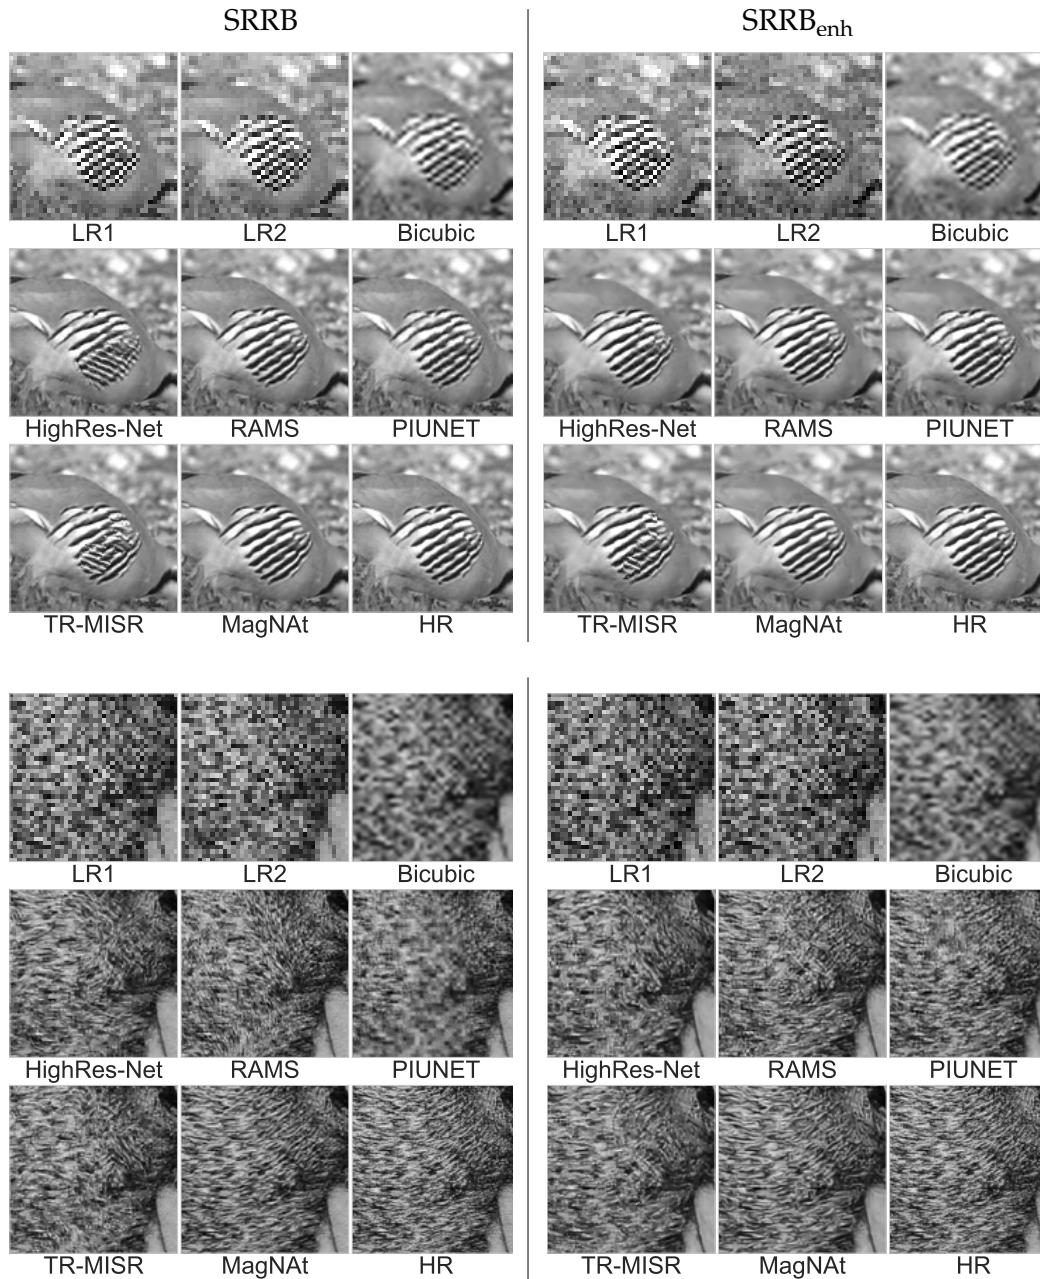 SRRB
SRRBenh
LR1 LR2 Bicubic LR1 LR2 Bicubic
HighRes-Net RAMS PIUNET HighRes-Net RAMS PIUNET
TR-MISR MagNAt HR TR-MISR MagNAt HR
LR1 LR2 Bicubic LR1 LR2 Bicubic
HighRes-Net RAMS PIUNET HighRes-Net RAMS PIUNET
TR-MISR MagNAt HR TR-MISR MagNAt HR